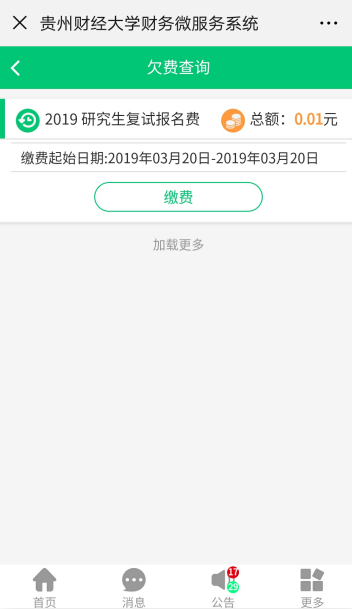 贵州财经大学财务微服务系统
欠费查询
2019 研究生复试报名费 总额：0.01元
缴费起始日期:2019年03月20日-2019年03月20日
缴费
加载更多
17
29
首页 消息 公告 更多